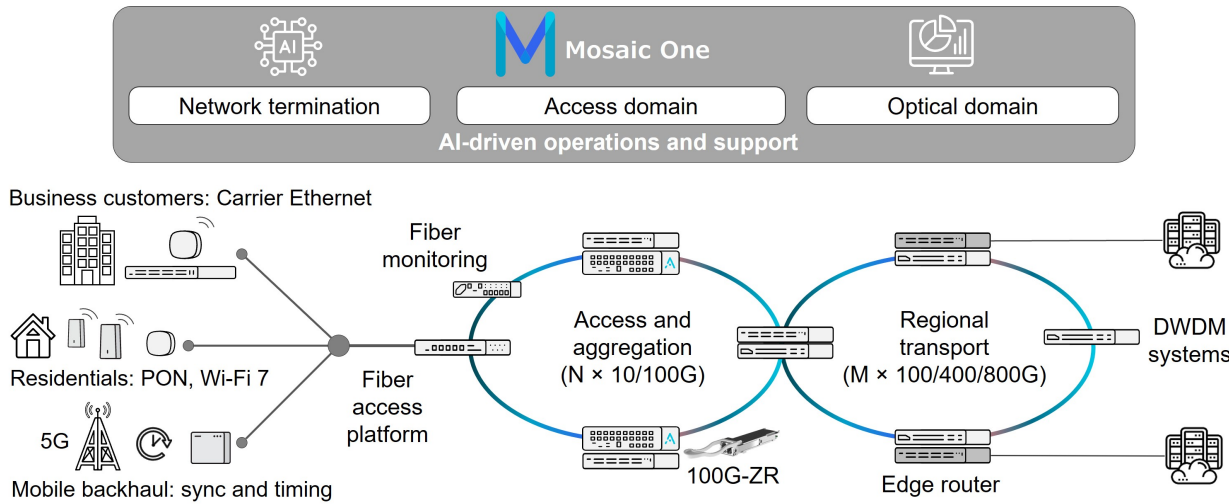 AI
Mosaic One
Network termination
Access domain
Optical domain
AI-driven operations and support
Business customers: Carrier Ethernet
Fiber
monitoring
Access and
aggregation
(N × 10/100G)
Regional
transport
(M × 100/400/800G)
DWDM
systems
Residentials: PON, Wi-Fi 7
Fiber
access
platform
5G
100G-ZR
Edge router
Mobile backhaul: sync and timing